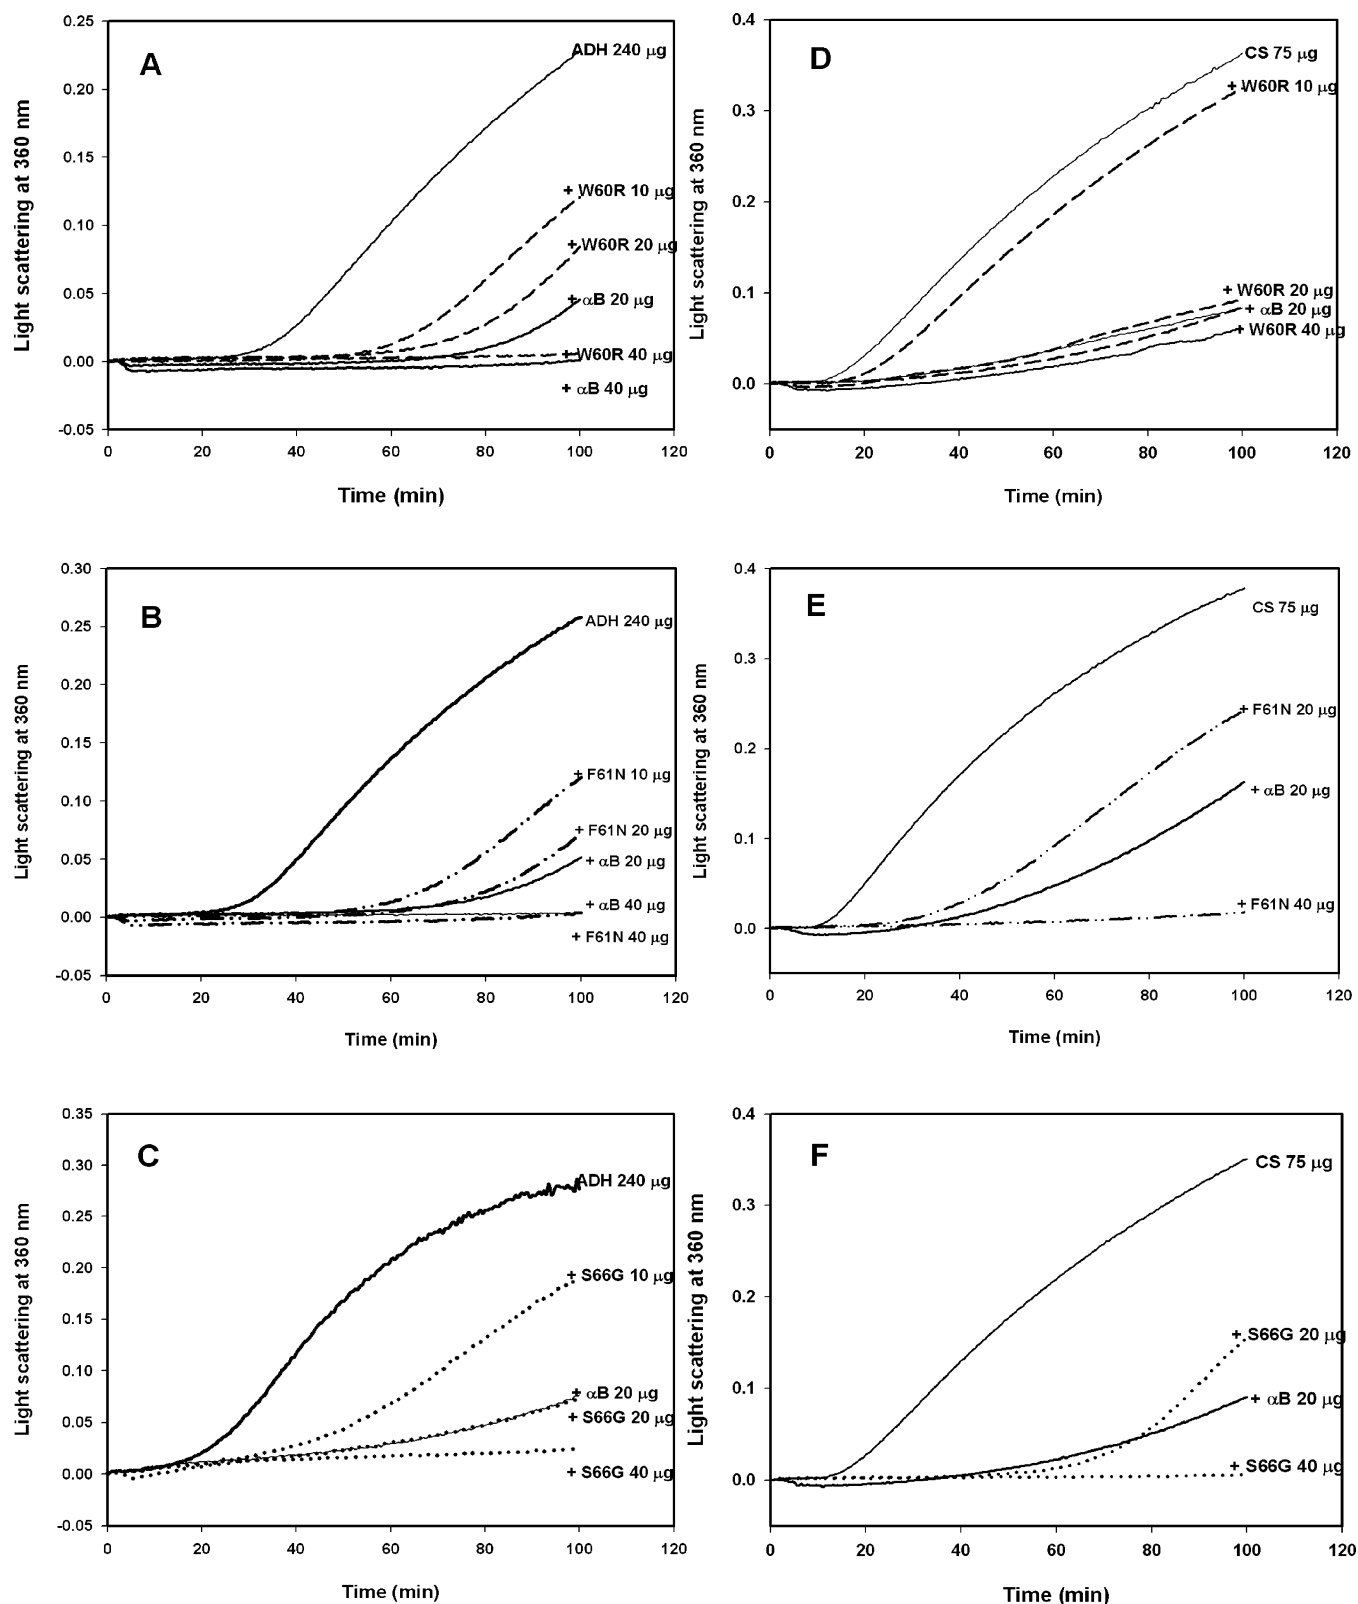 A
Light scattering at 360 nm
0.25
0.20
0.15
0.10
0.05
0.00
-0.05
ADH 240 μg
+ W60R 10 μg
+ W60R 20 μg
+ αB 20 μg
+ W60R 40 μg
+ αB 40 μg
0 20 40 60 80 100 120
Time (min)
D
Light scattering at 360 nm
0.4
0.3
0.2
0.1
0.0
CS 75 μg
+ W60R 10 μg
+ W60R 20 μg
+ αB 20 μg
+ W60R 40 μg
0 20 40 60 80 100 120
Time (min)
B
Light scattering at 360 nm
0.30
0.25
0.20
0.15
0.10
0.05
0.00
-0.05
ADH 240 μg
+ F61N 10 μg
+ F61N 20 μg
+ αB 20 μg
+ αB 40 μg
+ F61N 40 μg
0 20 40 60 80 100 120
Time (min)
E
Light scattering at 360 nm
0.4
0.3
0.2
0.1
0.0
CS 75 μg
+ F61N 20 μg
+ αB 20 μg
+ F61N 40 μg
0 20 40 60 80 100 120
Time (min)
C
Light scattering at 360 nm
0.35
0.30
0.25
0.20
0.15
0.10
0.05
0.00
-0.05
ADH 240 μg
+ S66G 10 μg
+ αB 20 μg
+ S66G 20 μg
+ S66G 40 μg
0 20 40 60 80 100 120
Time (min)
F
Light scattering at 360 nm
0.4
0.3
0.2
0.1
0.0
CS 75 μg
+ S66G 20 μg
+ αB 20 μg
+ S66G 40 μg
0 20 40 60 80 100 120
Time (min)